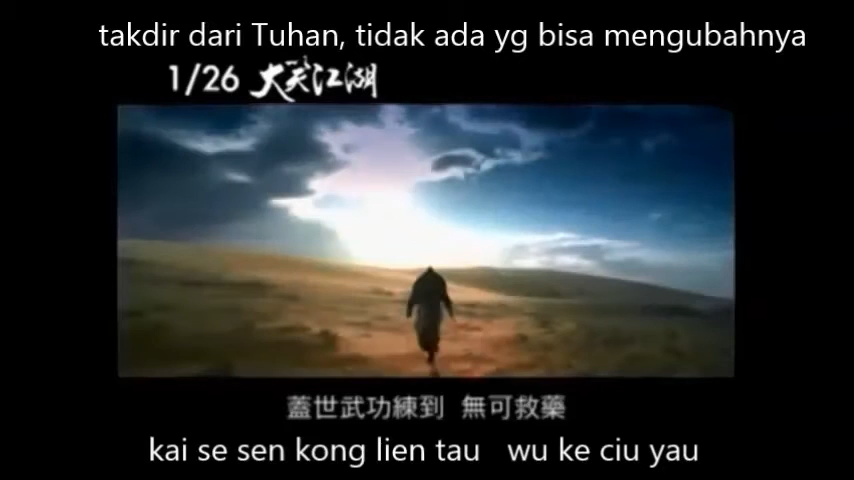 takdir dari Tuhan, tidak ada yg bisa mengubahnya
1/26 大笑江湖
蓋世武功練到 無可救藥
kai se sen kong lien tau wu ke ciu yau